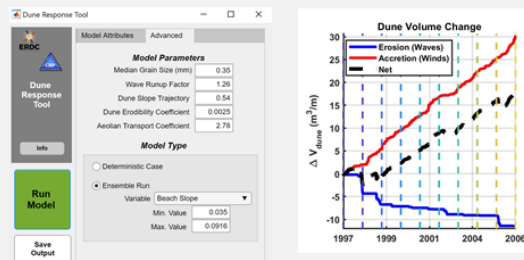 Dune Response Tool
ERDC
Dune
Response
Tool
Info
Run
Model
Save
Output
Model Attributes
Advanced
Model Parameters
Median Grain Size (mm) 0.35
Wave Runup Factor 1.26
Dune Slope Trajectory 0.54
Dune Erodibility Coefficient 0.0025
Aeolian Transport Coefficient 2.78
Model Type
Deterministic Case
Ensemble Run
Variable Beach Slope
Min. Value 0.035
Max. Value 0.0916
Dune Volume Change
Erosion (Waves)
Accretion (Winds)
Net
Δ V dune (m³/m)
30
25
20
15
10
5
0
-5
-10
1997 1999 2001 2004 2006